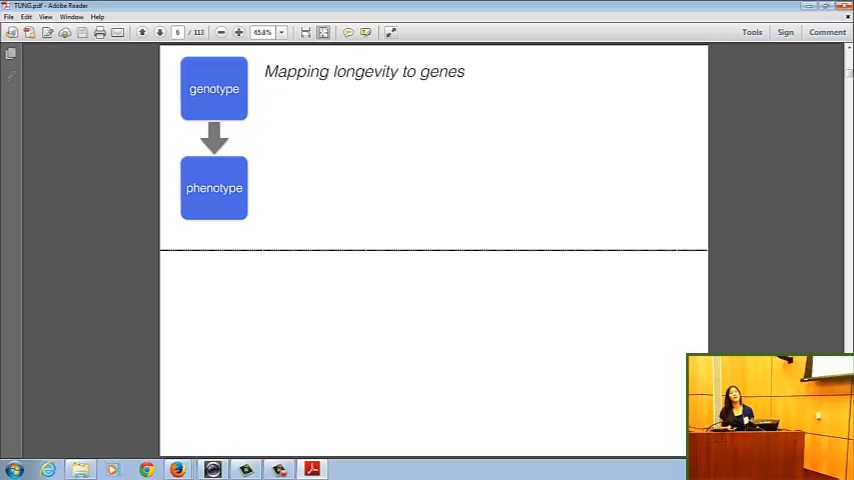 TUNG.pdf - Adobe Reader
File Edit View Window Help
6 / 113 65.8% Tools Sign Comment
genotype
Mapping longevity to genes
phenotype